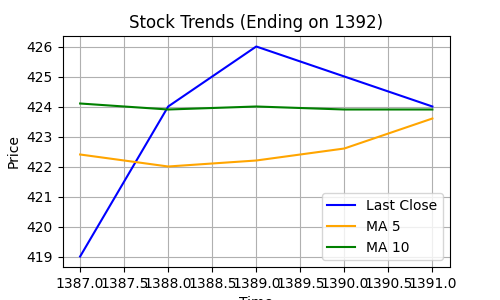 Stock Trends (Ending on 1392)
Price
426
425
424
423
422
421
420
419
Last Close
MA 5
MA 10
1387.0 1387.5 1388.0 1388.5 1389.0 1389.5 1390.0 1390.5 1391.0
Time